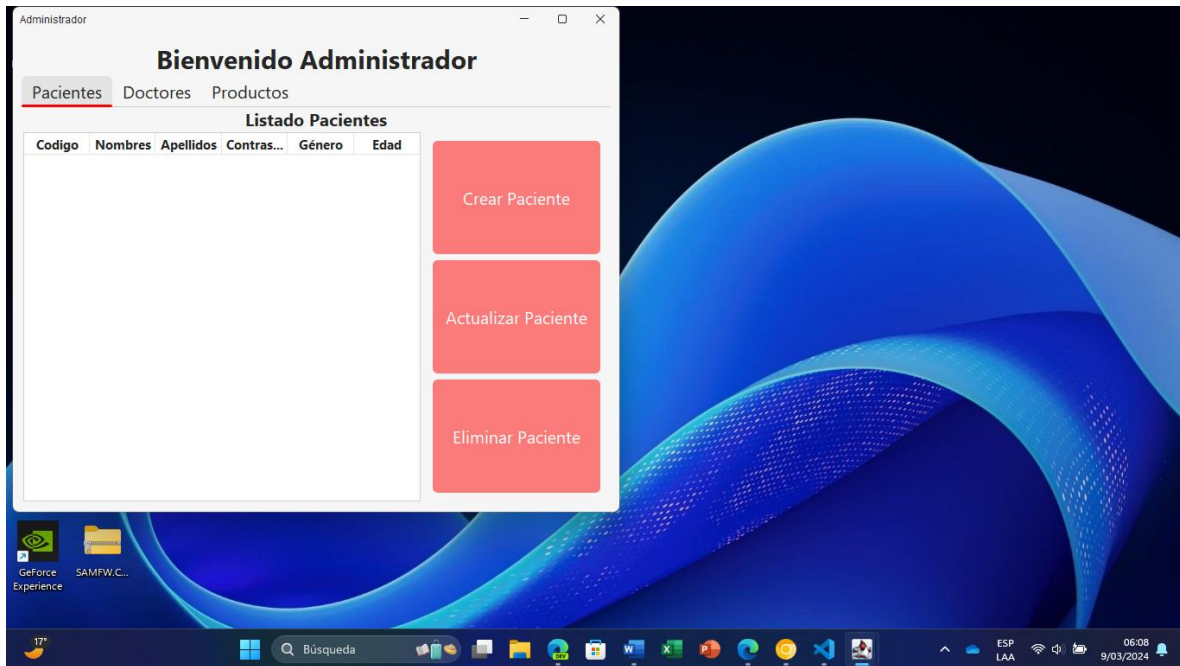 Administrador
Bienvenido Administrador
Pacientes Doctores Productos
Listado Pacientes
Codigo Nombres Apellidos Contras... Género Edad
Crear Paciente
Actualizar Paciente
Eliminar Paciente
GeForce
Experience
SAMFW.C...
17°
Búsqueda
DEV
ESP
LAA
06:08
9/03/2024